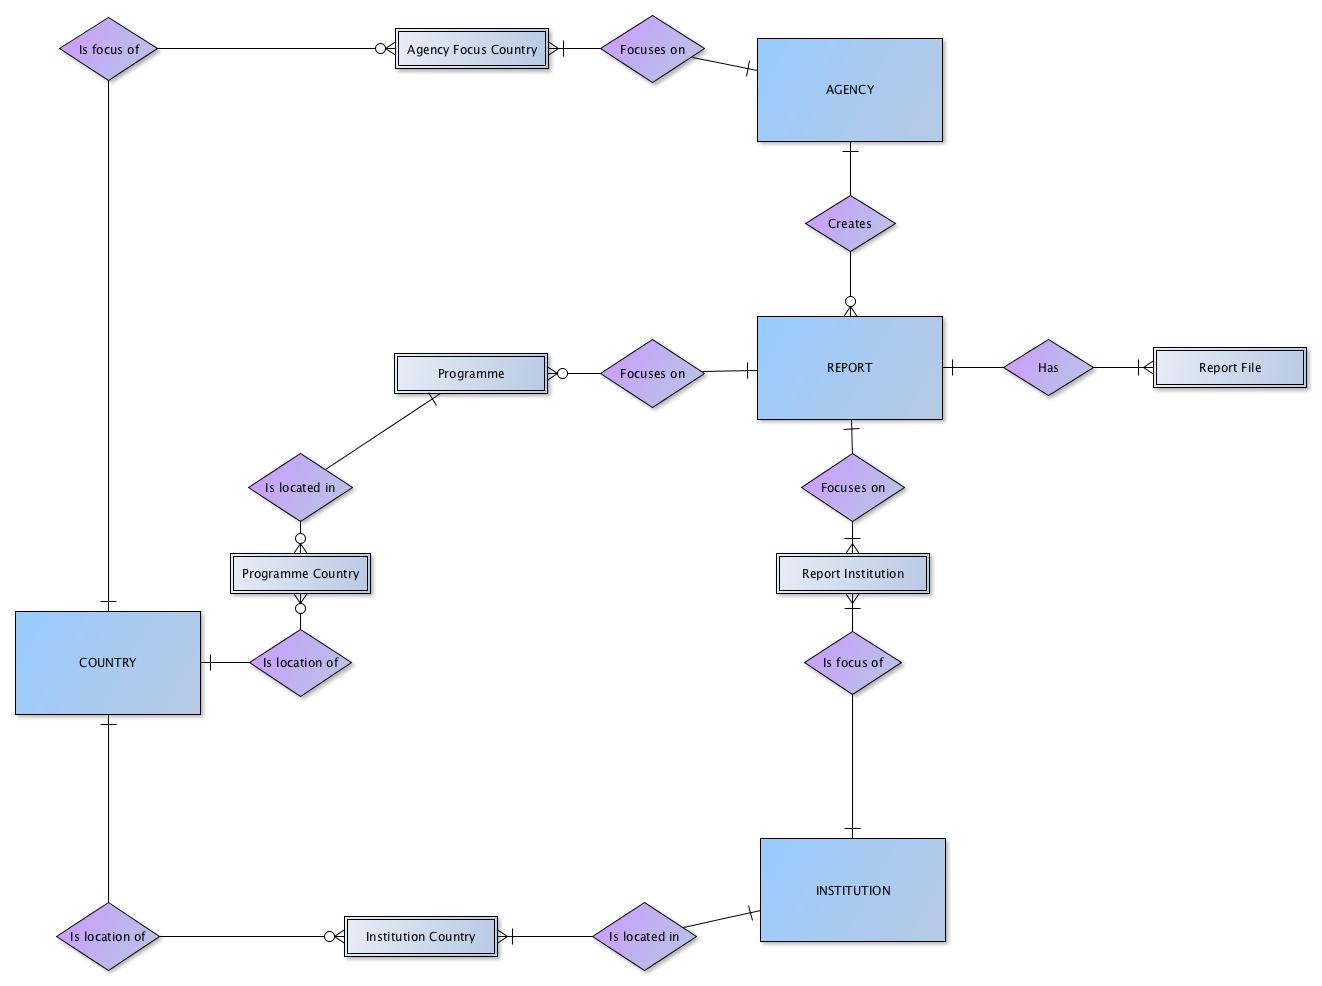 Is focus of
Agency Focus Country
Focuses on
AGENCY
Creates
Programme
Focuses on
REPORT
Has
Report File
Is located in
Focuses on
Programme Country
Report Institution
COUNTRY
Is location of
Is focus of
INSTITUTION
Is location of
Institution Country
Is located in